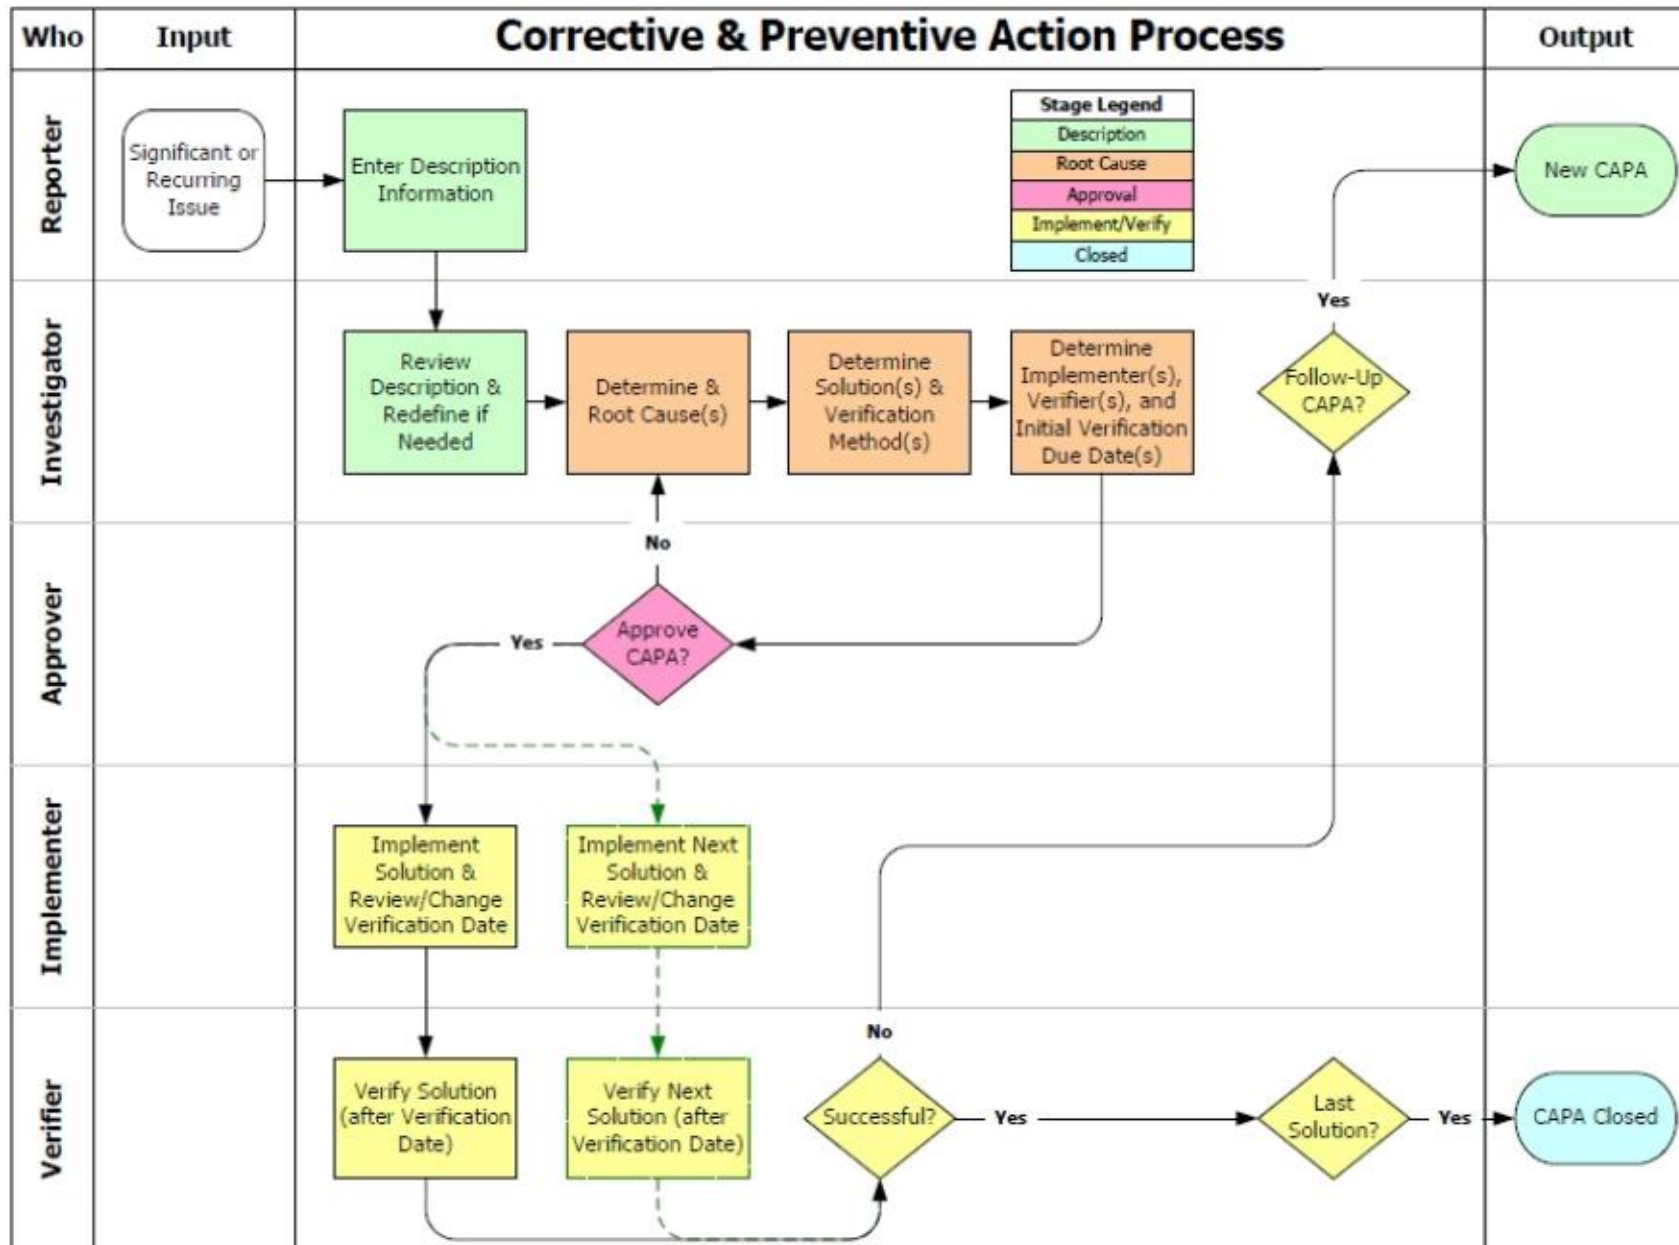 Who
Input
Corrective & Preventive Action Process
Output
Reporter
Significant or
Recurring
Issue
Enter Description
Information
Stage Legend
Description
Root Cause
Approval
Implement/Verify
Closed
New CAPA
Yes
Investigator
Review
Description &
Redefine if
Needed
Determine &
Root Cause(s)
Determine
Solution(s) &
Verification
Method(s)
Determine
Implementer(s),
Verifier(s), and
Initial Verification
Due Date(s)
Follow-Up
CAPA?
No
Approver
Yes
Approve
CAPA?
Implementer
Implement
Solution &
Review/Change
Verification Date
Implement Next
Solution &
Review/Change
Verification Date
No
Verifier
Verify Solution
(after Verification
Date)
Verify Next
Solution (after
Verification Date)
Successful?
Yes
Last
Solution?
Yes
CAPA Closed